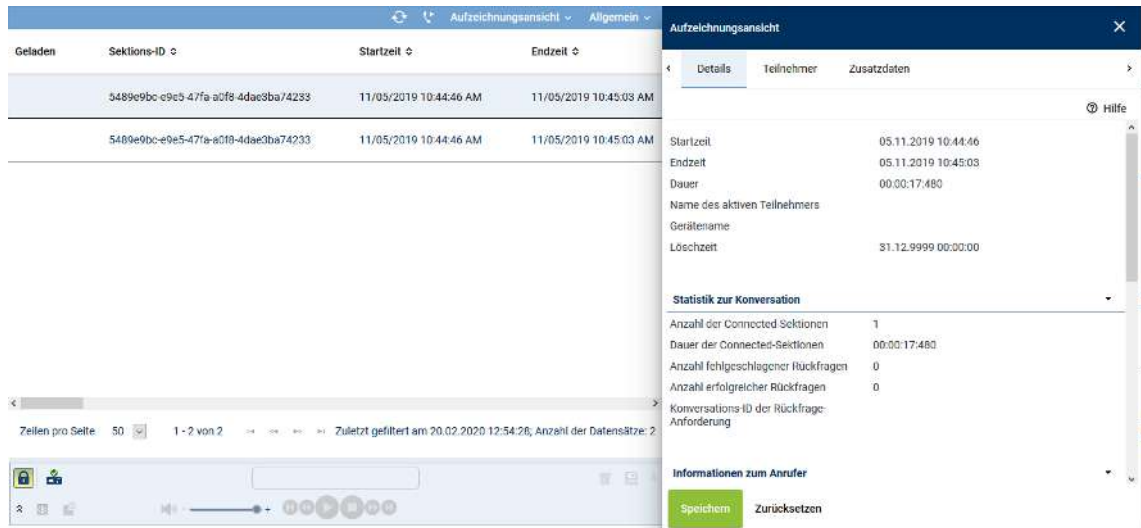 Aufzeichnungsansicht Allgemein
Geladen Sektions-ID Startzeit Endzeit
5489e9bc-e9e5-47fa-a0f8-4dae3ba74233 11/05/2019 10:44:46 AM 11/05/2019 10:45:03 AM
5489e9bc-e9e5-47fa-a0f8-4dae3ba74233 11/05/2019 10:44:46 AM 11/05/2019 10:45:03 AM
Zeilen pro Seite 50 1 - 2 von 2 Zuletzt gefiltert am 20.02.2020 12:54:28; Anzahl der Datensätze: 2
Aufzeichnungsansicht
Details Teilnehmer Zusatzdaten
Hilfe
Startzeit 05.11.2019 10:44:46
Endzeit 05.11.2019 10:45:03
Dauer 00:00:17:480
Name des aktiven Teilnehmers
Gerätename
Löschzeit 31.12.9999 00:00:00
Statistik zur Konversation
Anzahl der Connected-Sektionen 1
Dauer der Connected-Sektionen 00:00:17:480
Anzahl fehlgeschlagener Rückfragen 0
Anzahl erfolgreicher Rückfragen 0
Konversations-ID der Rückfrage-
Anforderung
Informationen zum Anrufer
Speichern Zurücksetzen